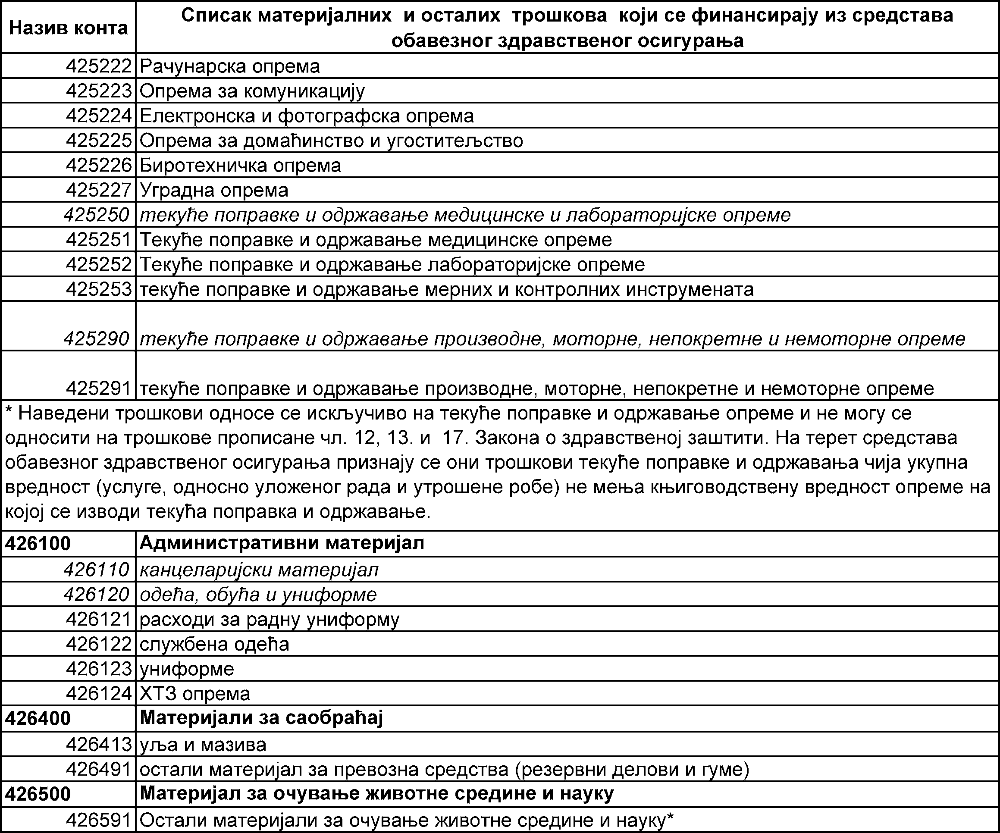 Назив конта
Списак материјалних и осталих трошкова који се финансирају из средстава
обавезног здравственог осигурања
425222 Рачунарска опрема
425223 Опрема за комуникацију
425224 Електронска и фотографска опрема
425225 Опрема за домаћинство и угоститељство
425226 Биротехничка опрема
425227 Уградна опрема
425250 текуће поправке и одржавање медицинске и лабораторијске опреме
425251 Текуће поправке и одржавање медицинске опреме
425252 Текуће поправке и одржавање лабораторијске опреме
425253 текуће поправке и одржавање мерних и контролних инструмената
425290 текуће поправке и одржавање производне, моторне, непокретне и немоторне опреме
425291 текуће поправке и одржавање производне, моторне, непокретне и немоторне опреме
* Наведени трошкови односе се искључиво на текуће поправке и одржавање опреме и не могу се
односити на трошкове прописане чл. 12, 13. и 17. Закона о здравственој заштити. На терет средстава
обавезног здравственог осигурања признају се они трошкови текуће поправке и одржавања чија укупна
вредност (услуге, односно уложеног рада и утрошене робе) не мења књиговодствену вредност опреме на
којој се изводи текућа поправка и одржавање.
426100 Административни материјал
426110 канцеларијски материјал
426120 одећа, обућа и униформе
426121 расходи за радну униформу
426122 службена одећа
426123 униформе
426124 ХТЗ опрема
426400 Материјали за саобраћај
426413 уља и мазива
426491 остали материјал за превозна средства (резервни делови и гуме)
426500 Материјал за очување животне средине и науку
426591 Остали материјали за очување животне средине и науку*